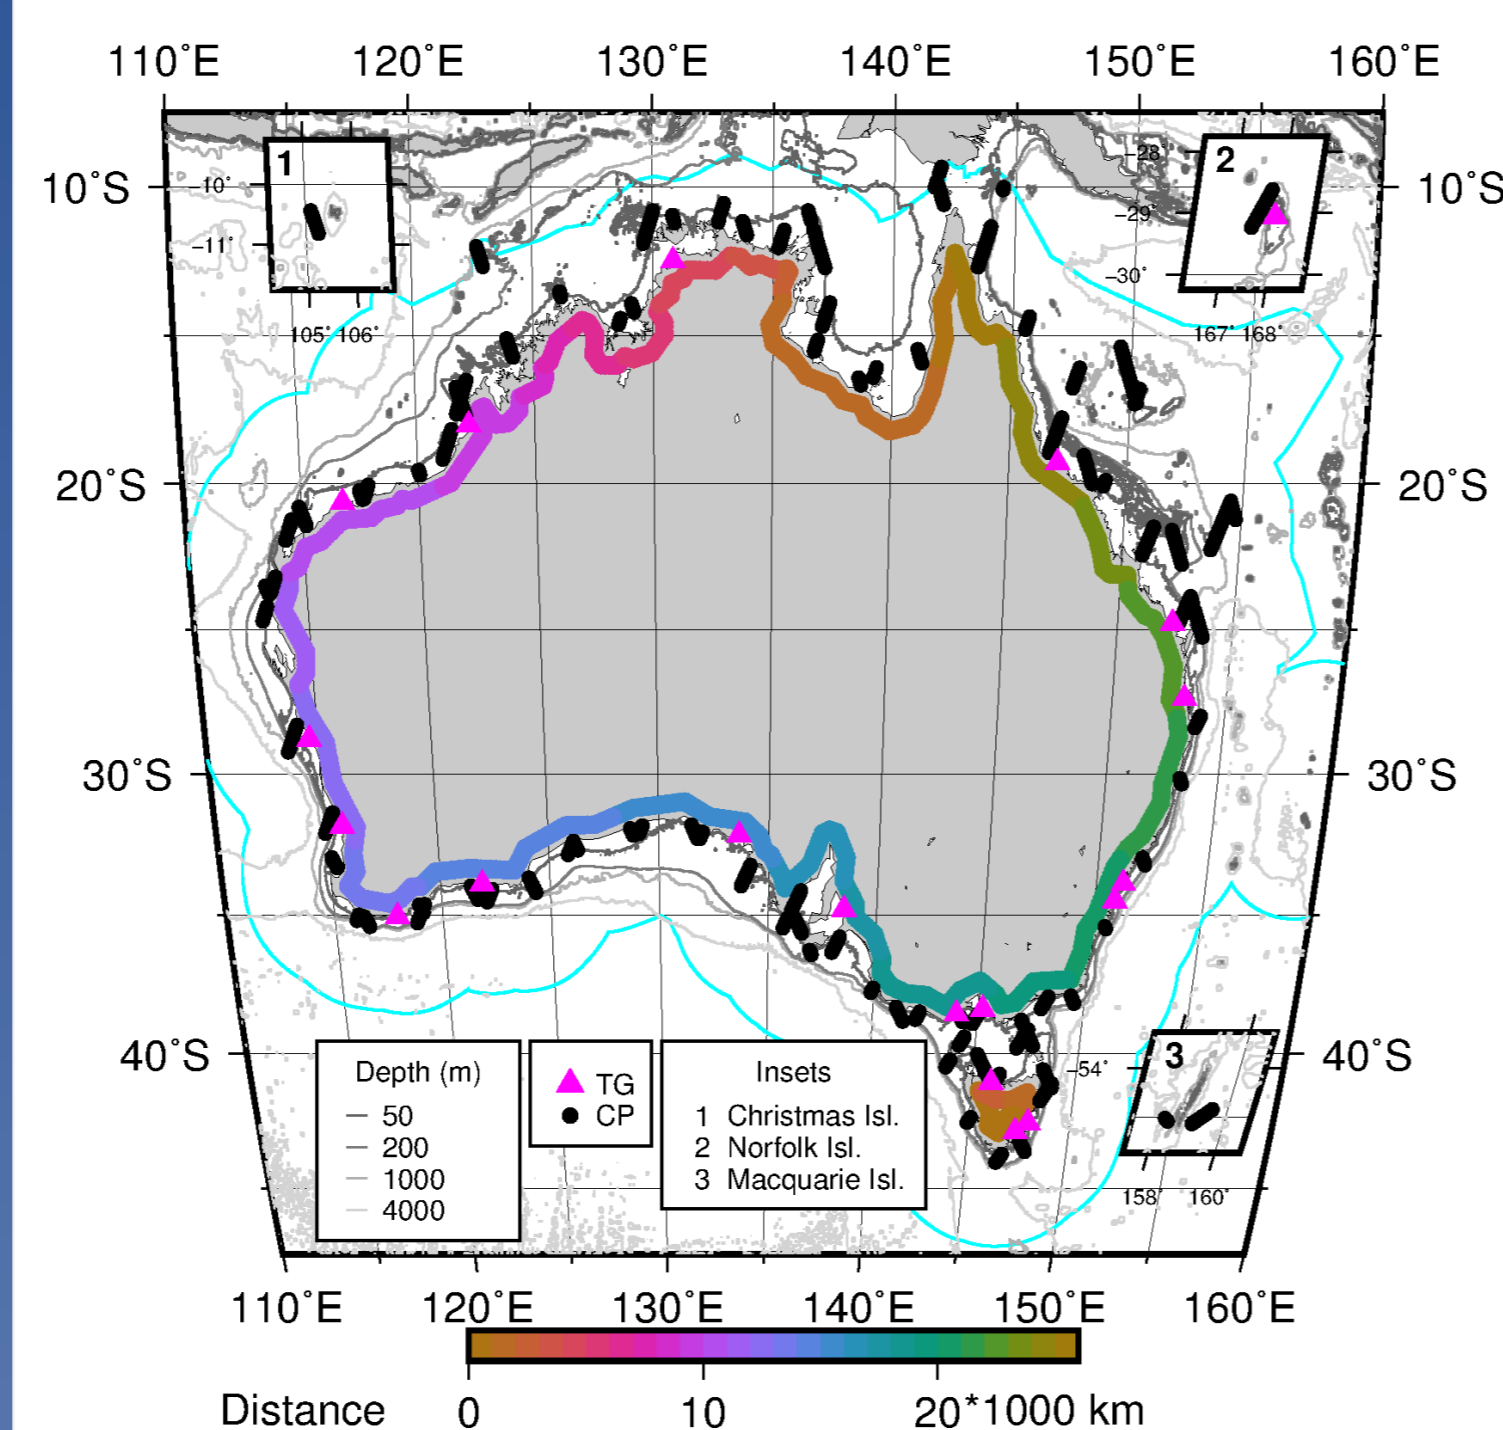 110˚E 120˚E 130˚E 140˚E 150˚E 160˚E
1
2
−28˚
10˚S
−10˚
−29˚
10˚S
−11˚
−30˚
105˚106˚
167˚168˚
20˚S
20˚S
30˚S
30˚S
40˚S
40˚S
3
−54˚
158˚ 160˚
Depth (m)
50
200
1000
4000
TG
CP
Insets
1 Christmas Isl.
2 Norfolk Isl.
3 Macquarie Isl.
110˚E 120˚E 130˚E 140˚E 150˚E 160˚E
Distance 0 10 20*1000 km